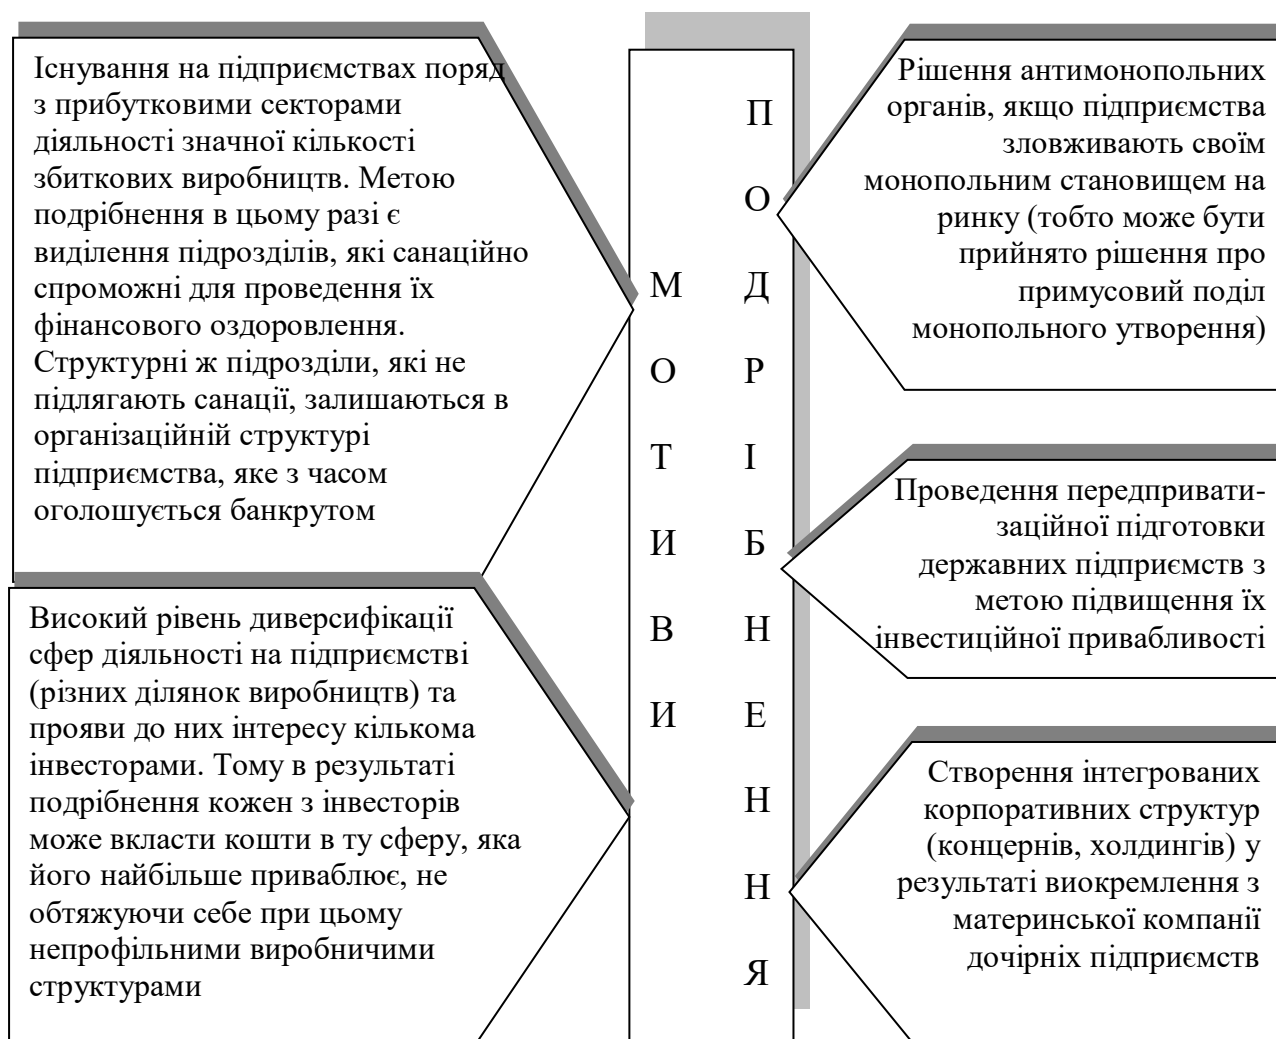 Існування на підприємствах поряд
з прибутковими секторами
діяльності значної кількості
збиткових виробництв. Метою
подрібнення в цьому разі є
виділення підрозділів, які санаційно
спроможні для проведення їх
фінансового оздоровлення.
Структурні ж підрозділи, які не
підлягають санації, залишаються в
організаційній структурі
підприємства, яке з часом
оголошується банкрутом
Високий рівень диверсифікації
сфер діяльності на підприємстві
(різних ділянок виробництв) та
прояви до них інтересу кількома
інвесторами. Тому в результаті
подрібнення кожен з інвесторів
може вкласти кошти в ту сферу, яка
його найбільше приваблює, не
обтяжуючи себе при цьому
непрофільними виробничими
структурами
МОТИВИ
ПОДРІБНЕННЯ
Рішення антимонопольних
органів, якщо підприємства
зловживають своїм
монопольним становищем на
ринку (тобто може бути
прийнято рішення про
примусовий поділ
монопольного утворення)
Проведення передпривати-
заційної підготовки
державних підприємств з
метою підвищення їх
інвестиційної привабливості
Створення інтегрованих
корпоративних структур
(концернів, холдингів) у
результаті виокремлення з
материнської компанії
дочірніх підприємств